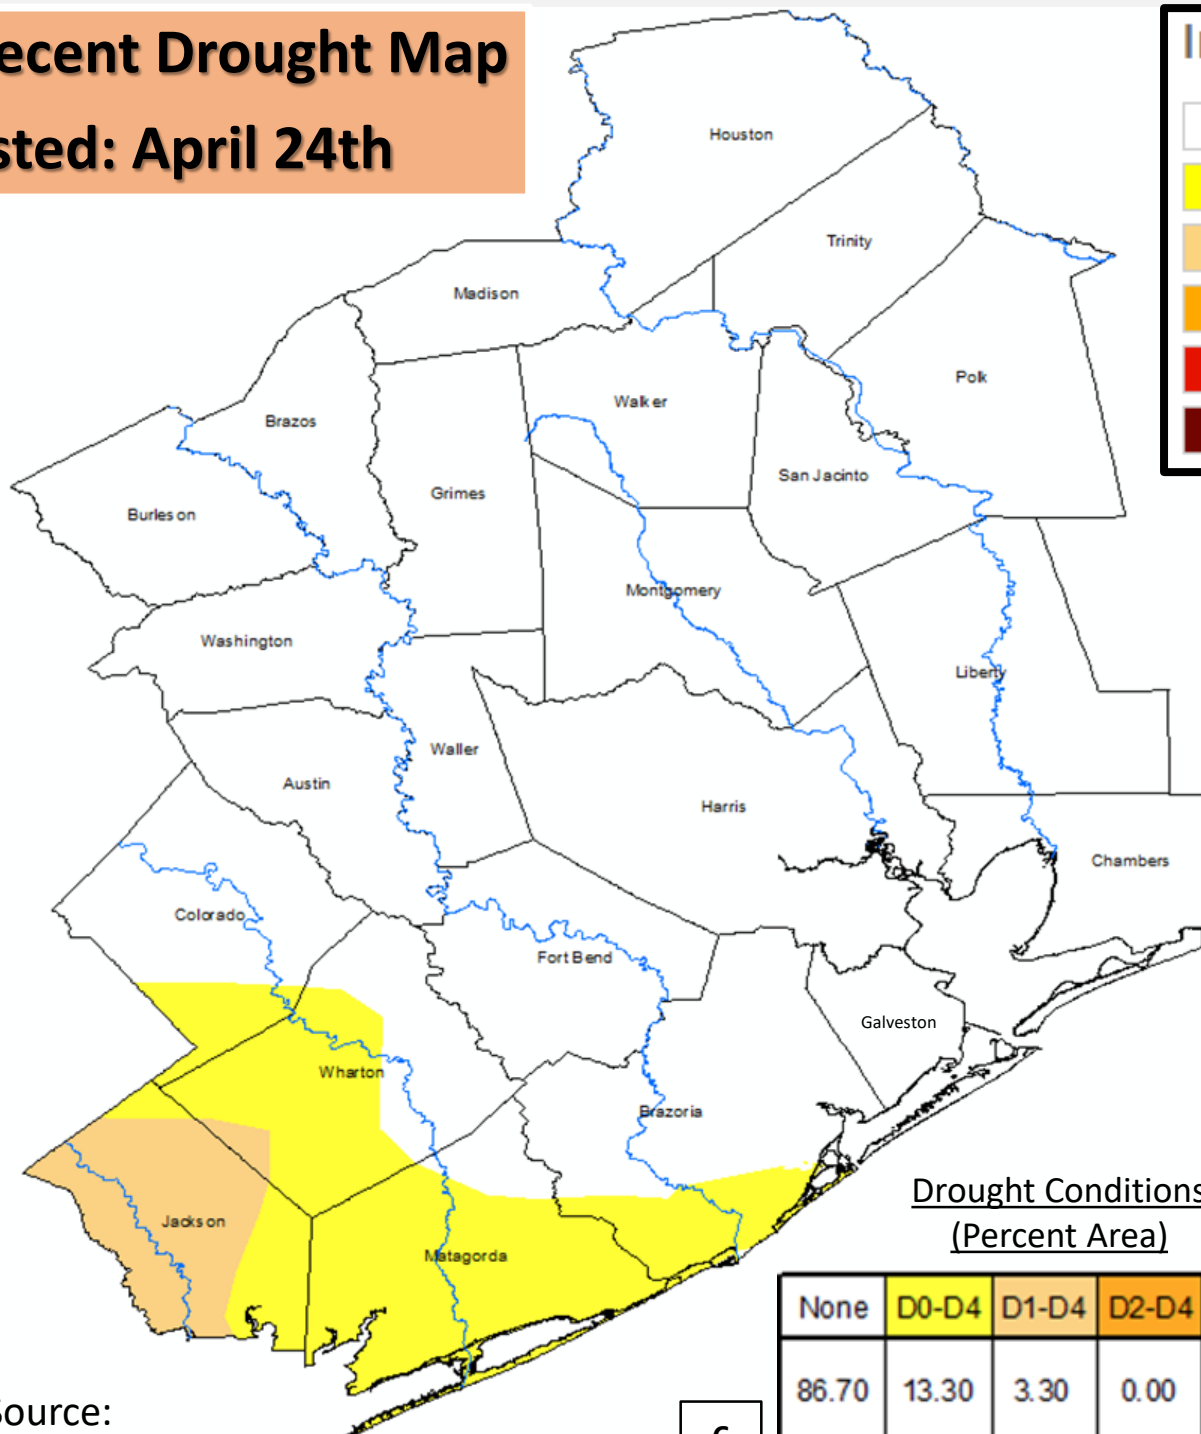 ecent Drought Map
sted: April 24th
Houston
Trinity
Madison
Polk
Walker
Brazos
San Jacinto
Grimes
Burleson
Montgomery
Washington
Liberty
Waller
Austin
Harris
Chambers
Colorado
Fort Bend
Galveston
Wharton
Brazoria
Jackson
Matagorda
Drought Conditions
(Percent Area)
None D0-D4 D1-D4 D2-D4
86.70 13.30 3.30 0.00
Source: